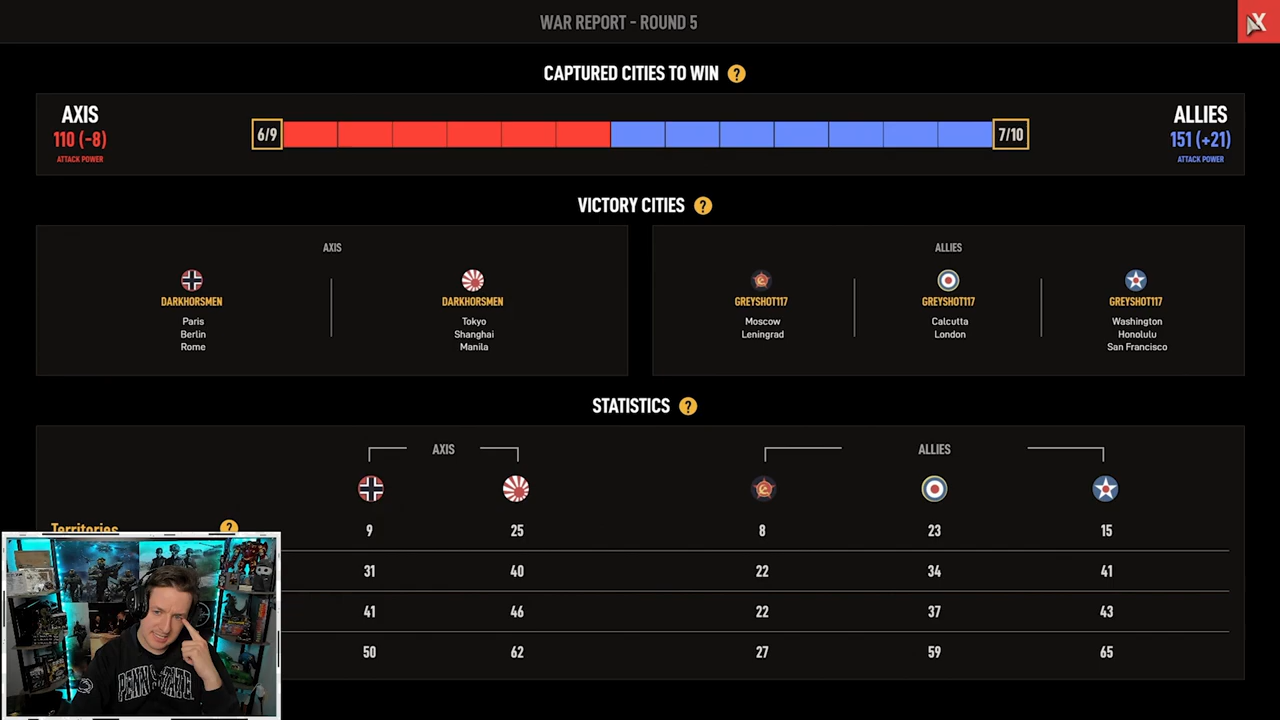 WAR REPORT - ROUND 5
X
CAPTURED CITIES TO WIN ?
AXIS
110 (-8)
ATTACK POWER
6/9
7/10
ALLIES
151 (+21)
ATTACK POWER
VICTORY CITIES ?
AXIS
DARKHORSMEN
Paris
Berlin
Rome
DARKHORSMEN
Tokyo
Shanghai
Manila
ALLIES
GREYSHOT117
Moscow
Leningrad
GREYSHOT117
Calcutta
London
GREYSHOT117
Washington
Honolulu
San Francisco
STATISTICS ?
AXIS
ALLIES
Territories ? 9 25 8 23 15
31 40 22 34 41
41 46 22 37 43
50 62 27 59 65
PENN STATE